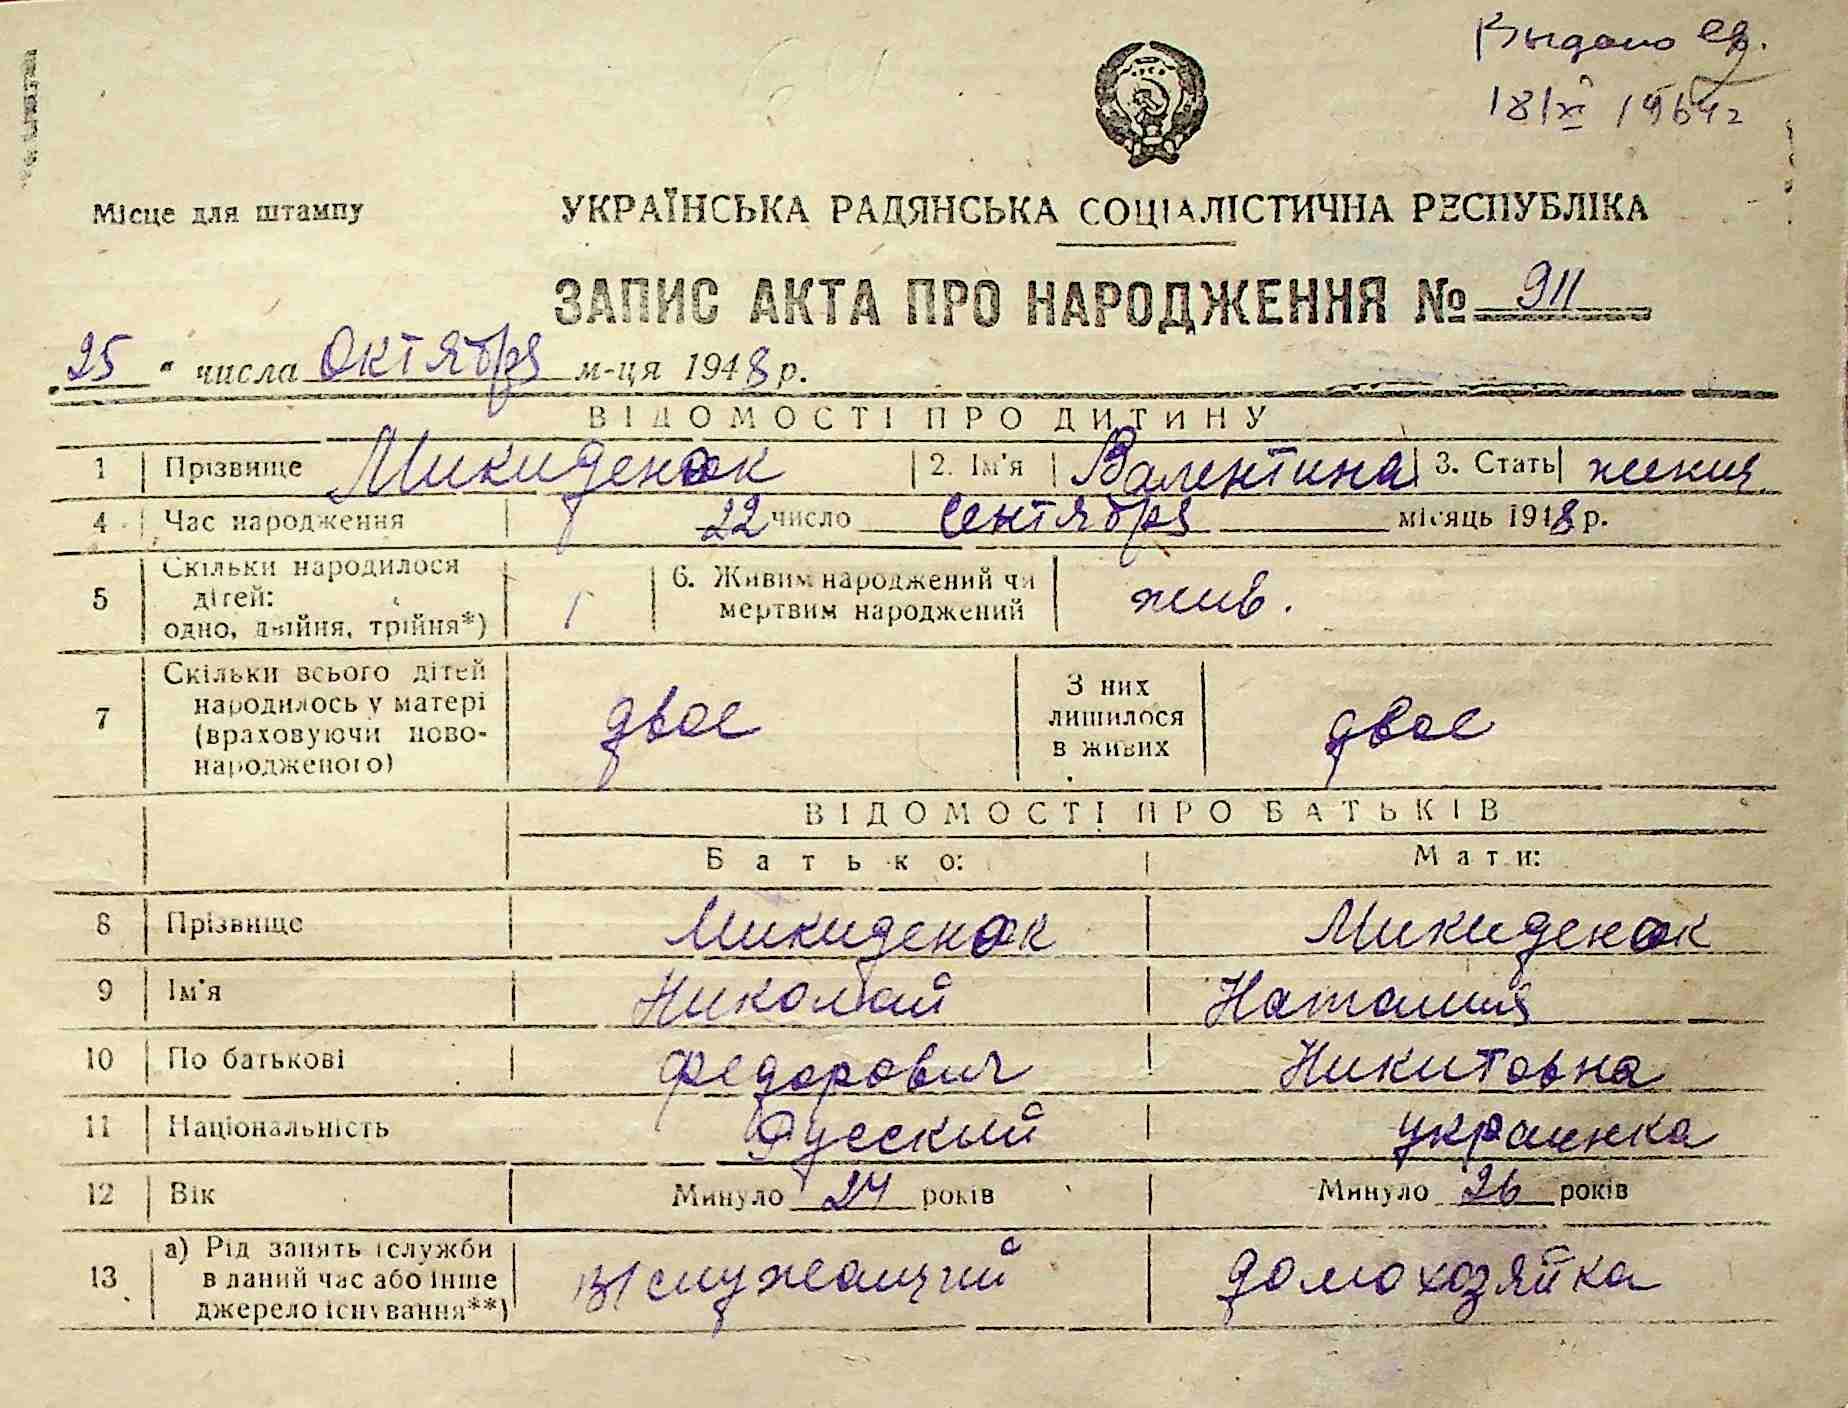 Выдано св.
18/XI 1964г
Місце для штампу
УКРАЇНСЬКА РАДЯНСЬКА СОЦІАЛІСТИЧНА РЕСПУБЛІКА
ЗАПИС АКТА ПРО НАРОДЖЕННЯ № 911
"25" числа Октября м-ця 1948 р.
ВІДОМОСТІ ПРО ДИТИНУ
1 Прізвище Микиденок 2. Ім'я Валентина 3. Стать
4 Час народження 22 число Сентября місяць 1948 р.
5 Скільки народилося дітей: одно, двійня, трійня*) 1 6. Живим народжений чи мертвим народжений жив.
7 Скільки всього дітей народилось у матері (враховуючи ново-народженого) двое З них лишилося в живих двое
ВІДОМОСТІ ПРО БАТЬКІВ
Батько: Мати:
8 Прізвище Микиденок Микиденок
9 Ім'я Николай Наталия
10 По батькові Федорович Никитовна
11 Національність Русский украинка
12 Вік Минуло 24 років Минуло 26 років
13 а) Рід занять і служби в даний час або інше джерело існування**) в/служащий домохозяйка